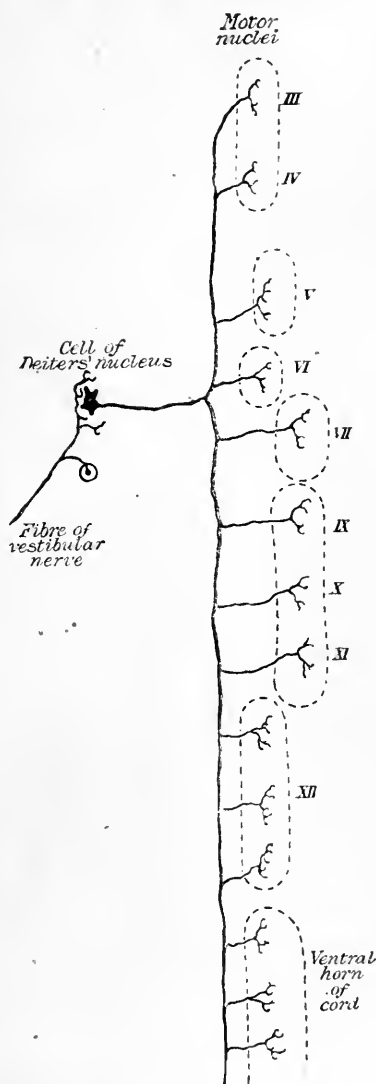 Motor
nuclei
III
IV
V
Cell of
Deiters' nucleus
VI
VII
Fibre of
vestibular
nerve
IX
X
XI
XII
Ventral
horn
of
cord